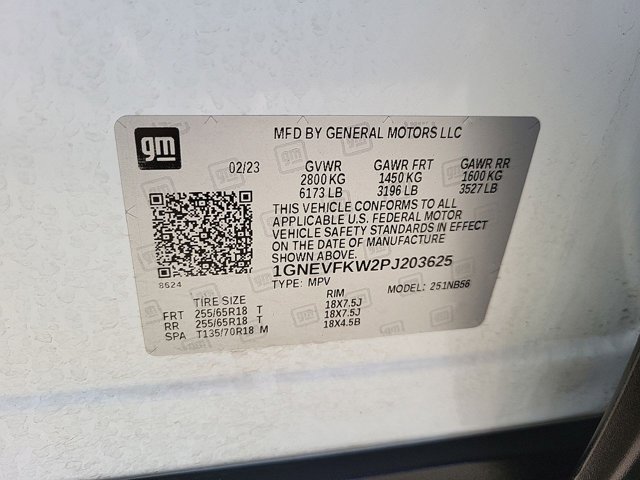 gm
MFD BY GENERAL MOTORS LLC
02/23 GVWR GAWR FRT GAWR RR
2800 KG 1450 KG 1600 KG
6173 LB 3196 LB 3527 LB
THIS VEHICLE CONFORMS TO ALL
APPLICABLE U.S. FEDERAL MOTOR
VEHICLE SAFETY STANDARDS IN EFFECT
ON THE DATE OF MANUFACTURE
SHOWN ABOVE.
1GNEVFKW2PJ203625
8624
TYPE: MPV MODEL: 251NB56
TIRE SIZE RIM
FRT 255/65R18 T 18X7.5J
RR 255/65R18 T 18X7.5J
SPA T135/70R18 M 18X4.5B